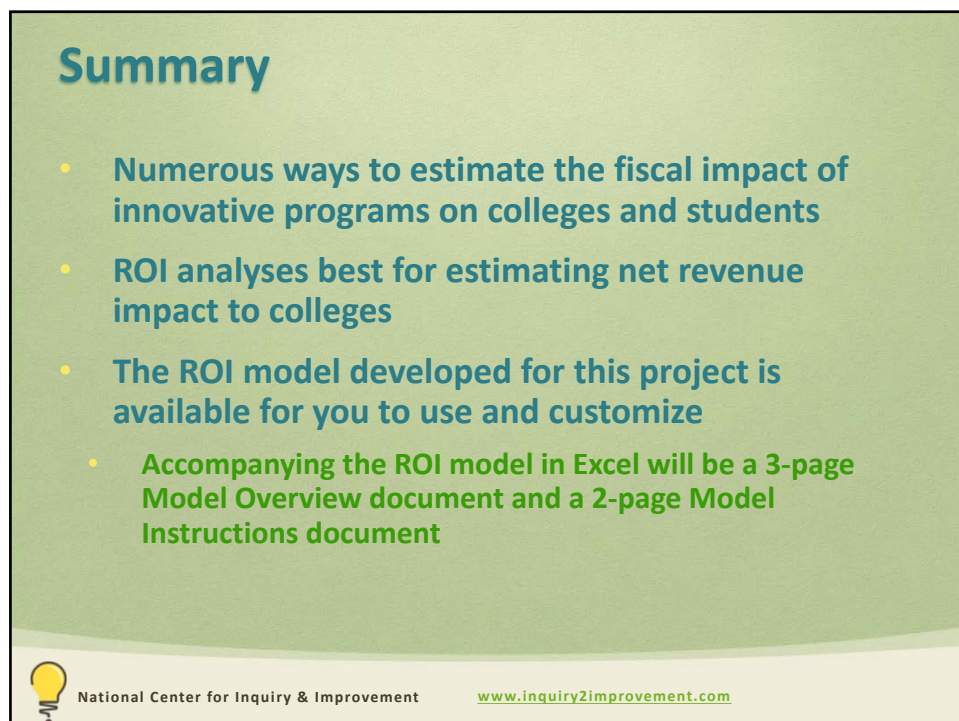 Summary
• Numerous ways to estimate the fiscal impact of
innovative programs on colleges and students
• ROI analyses best for estimating net revenue
impact to colleges
• The ROI model developed for this project is
available for you to use and customize
• Accompanying the ROI model in Excel will be a 3-page
Model Overview document and a 2-page Model
Instructions document
National Center for Inquiry & Improvement www.inquiry2improvement.com